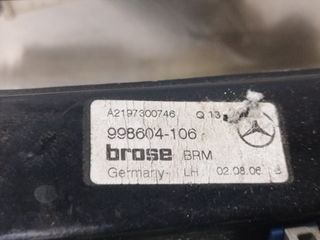 A2197300746 Q 13
998604-106
brose BRM
Germany- LH 02.08.06